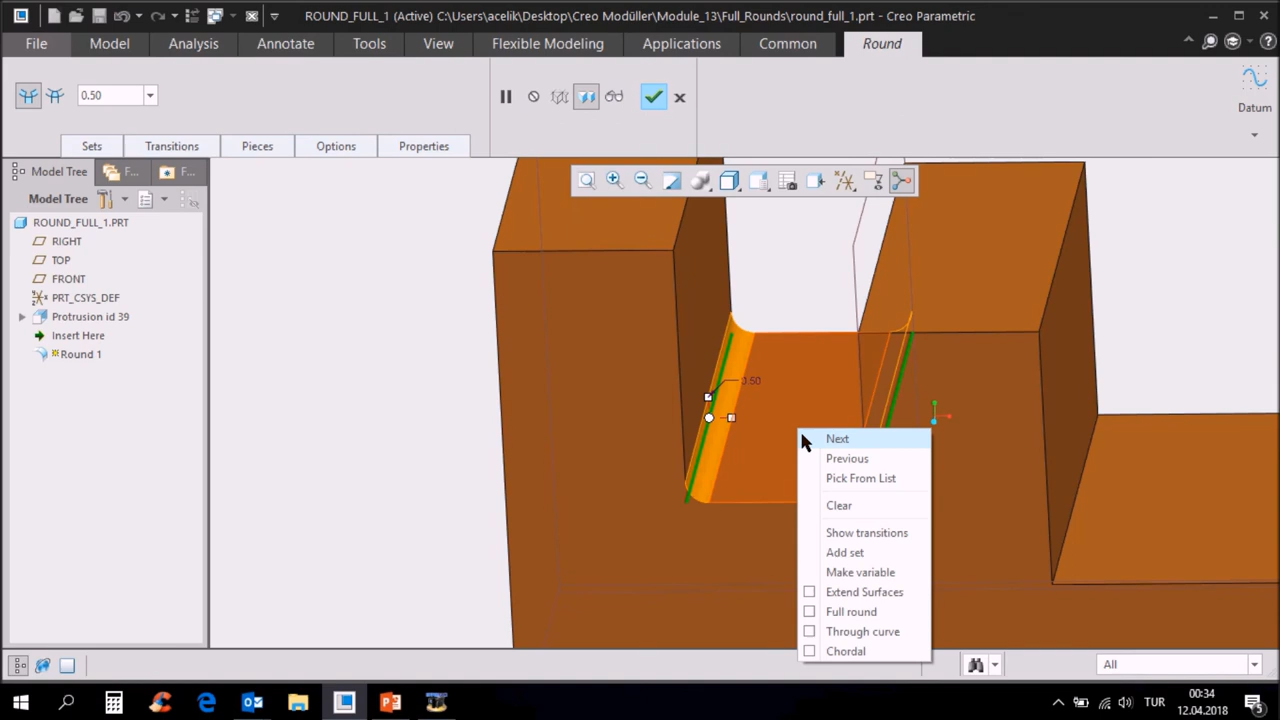 ROUND_FULL_1 (Active) C:\Users\acelik\Desktop\Creo Modüller\Module_13\Full_Rounds\round_full_1.prt - Creo Parametric
File Model Analysis Annotate Tools View Flexible Modeling Applications Common Round
0.50
Datum
Sets Transitions Pieces Options Properties
Model Tree F... F...
Model Tree
ROUND_FULL_1.PRT
RIGHT
TOP
FRONT
PRT_CSYS_DEF
Protrusion id 39
Insert Here
Round 1
0.50
Next
Previous
Pick From List
Clear
Show transitions
Add set
Make variable
Extend Surfaces
Full round
Through curve
Chordal
All
TUR
00:34
12.04.2018
5